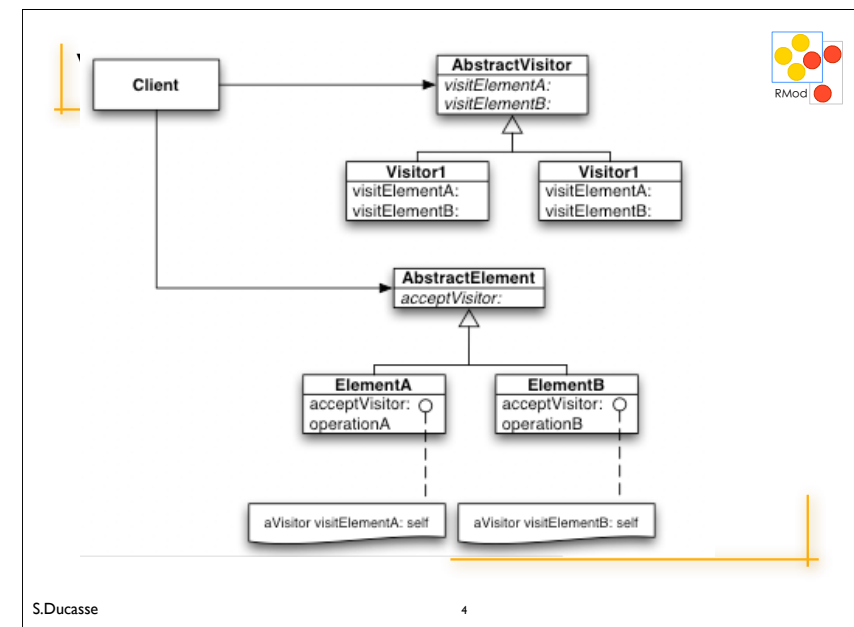 Client
AbstractVisitor
visitElementA:
visitElementB:
RMod
Visitor1
visitElementA:
visitElementB:
Visitor1
visitElementA:
visitElementB:
AbstractElement
acceptVisitor:
ElementA
acceptVisitor:
operationA
ElementB
acceptVisitor:
operationB
aVisitor visitElementA: self
aVisitor visitElementB: self
S.Ducasse
4